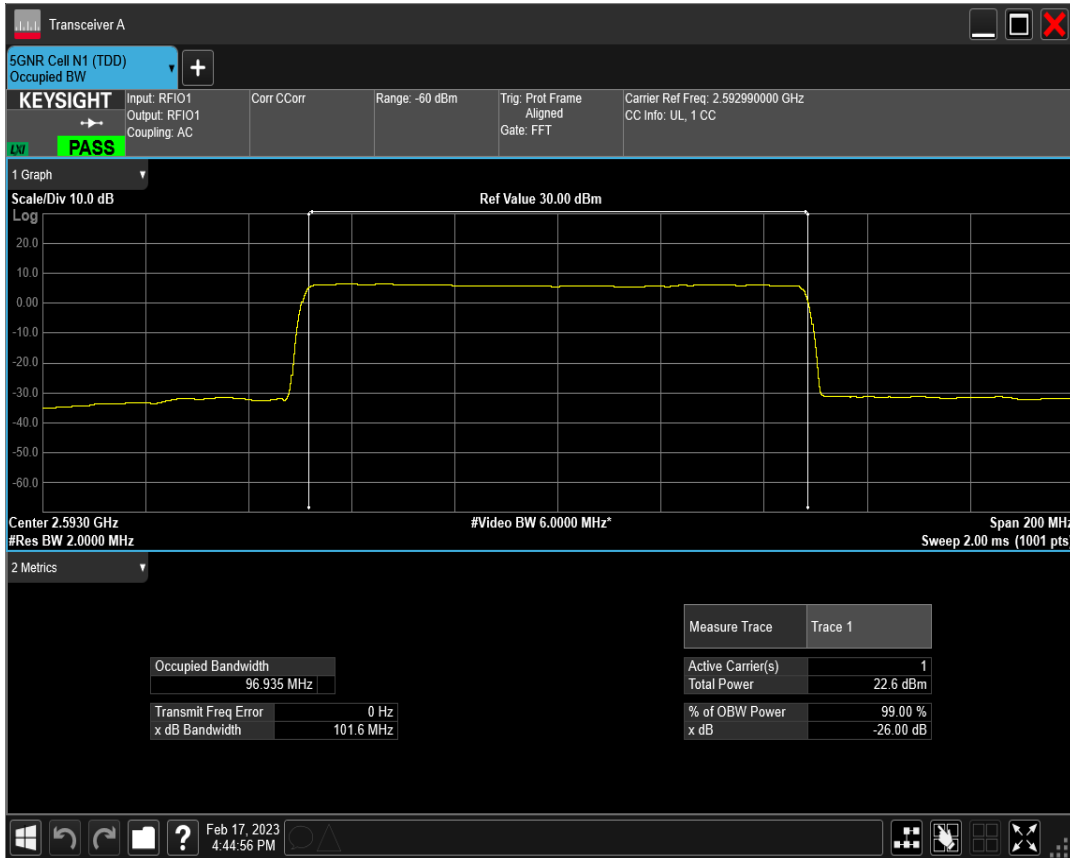 Transceiver A
5GNR Cell N1 (TDD)
Occupied BW
+
KEYSIGHT
LXI
PASS
Input: RFIO1
Output: RFIO1
Coupling: AC
Corr CCorr
Range: -60 dBm
Trig: Prot Frame
Aligned
Gate: FFT
Carrier Ref Freq: 2.592990000 GHz
CC Info: UL, 1 CC
1 Graph
Scale/Div 10.0 dB
Ref Value 30.00 dBm
Log
20.0
10.0
0.00
-10.0
-20.0
-30.0
-40.0
-50.0
-60.0
Center 2.5930 GHz
#Video BW 6.0000 MHz*
Span 200 MHz
#Res BW 2.0000 MHz
Sweep 2.00 ms (1001 pts)
2 Metrics
Measure Trace Trace 1
Occupied Bandwidth
96.935 MHz
Active Carrier(s) 1
Total Power 22.6 dBm
Transmit Freq Error 0 Hz
x dB Bandwidth 101.6 MHz
% of OBW Power 99.00 %
x dB -26.00 dB
?
Feb 17, 2023
4:44:56 PM